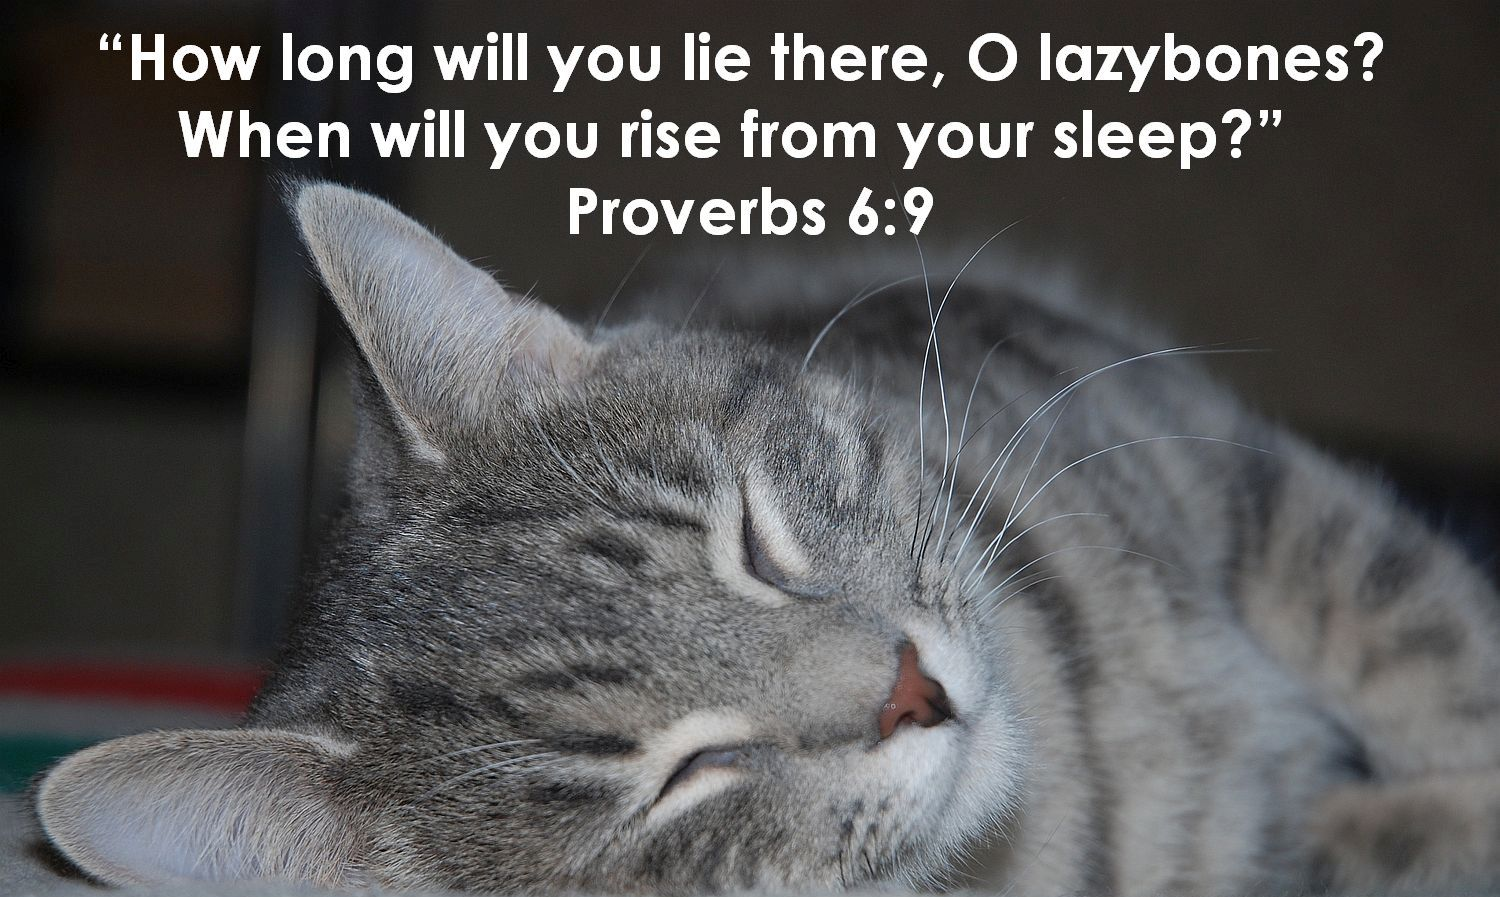 “How long will you lie there, O lazybones?
When will you rise from your sleep?”
Proverbs 6:9